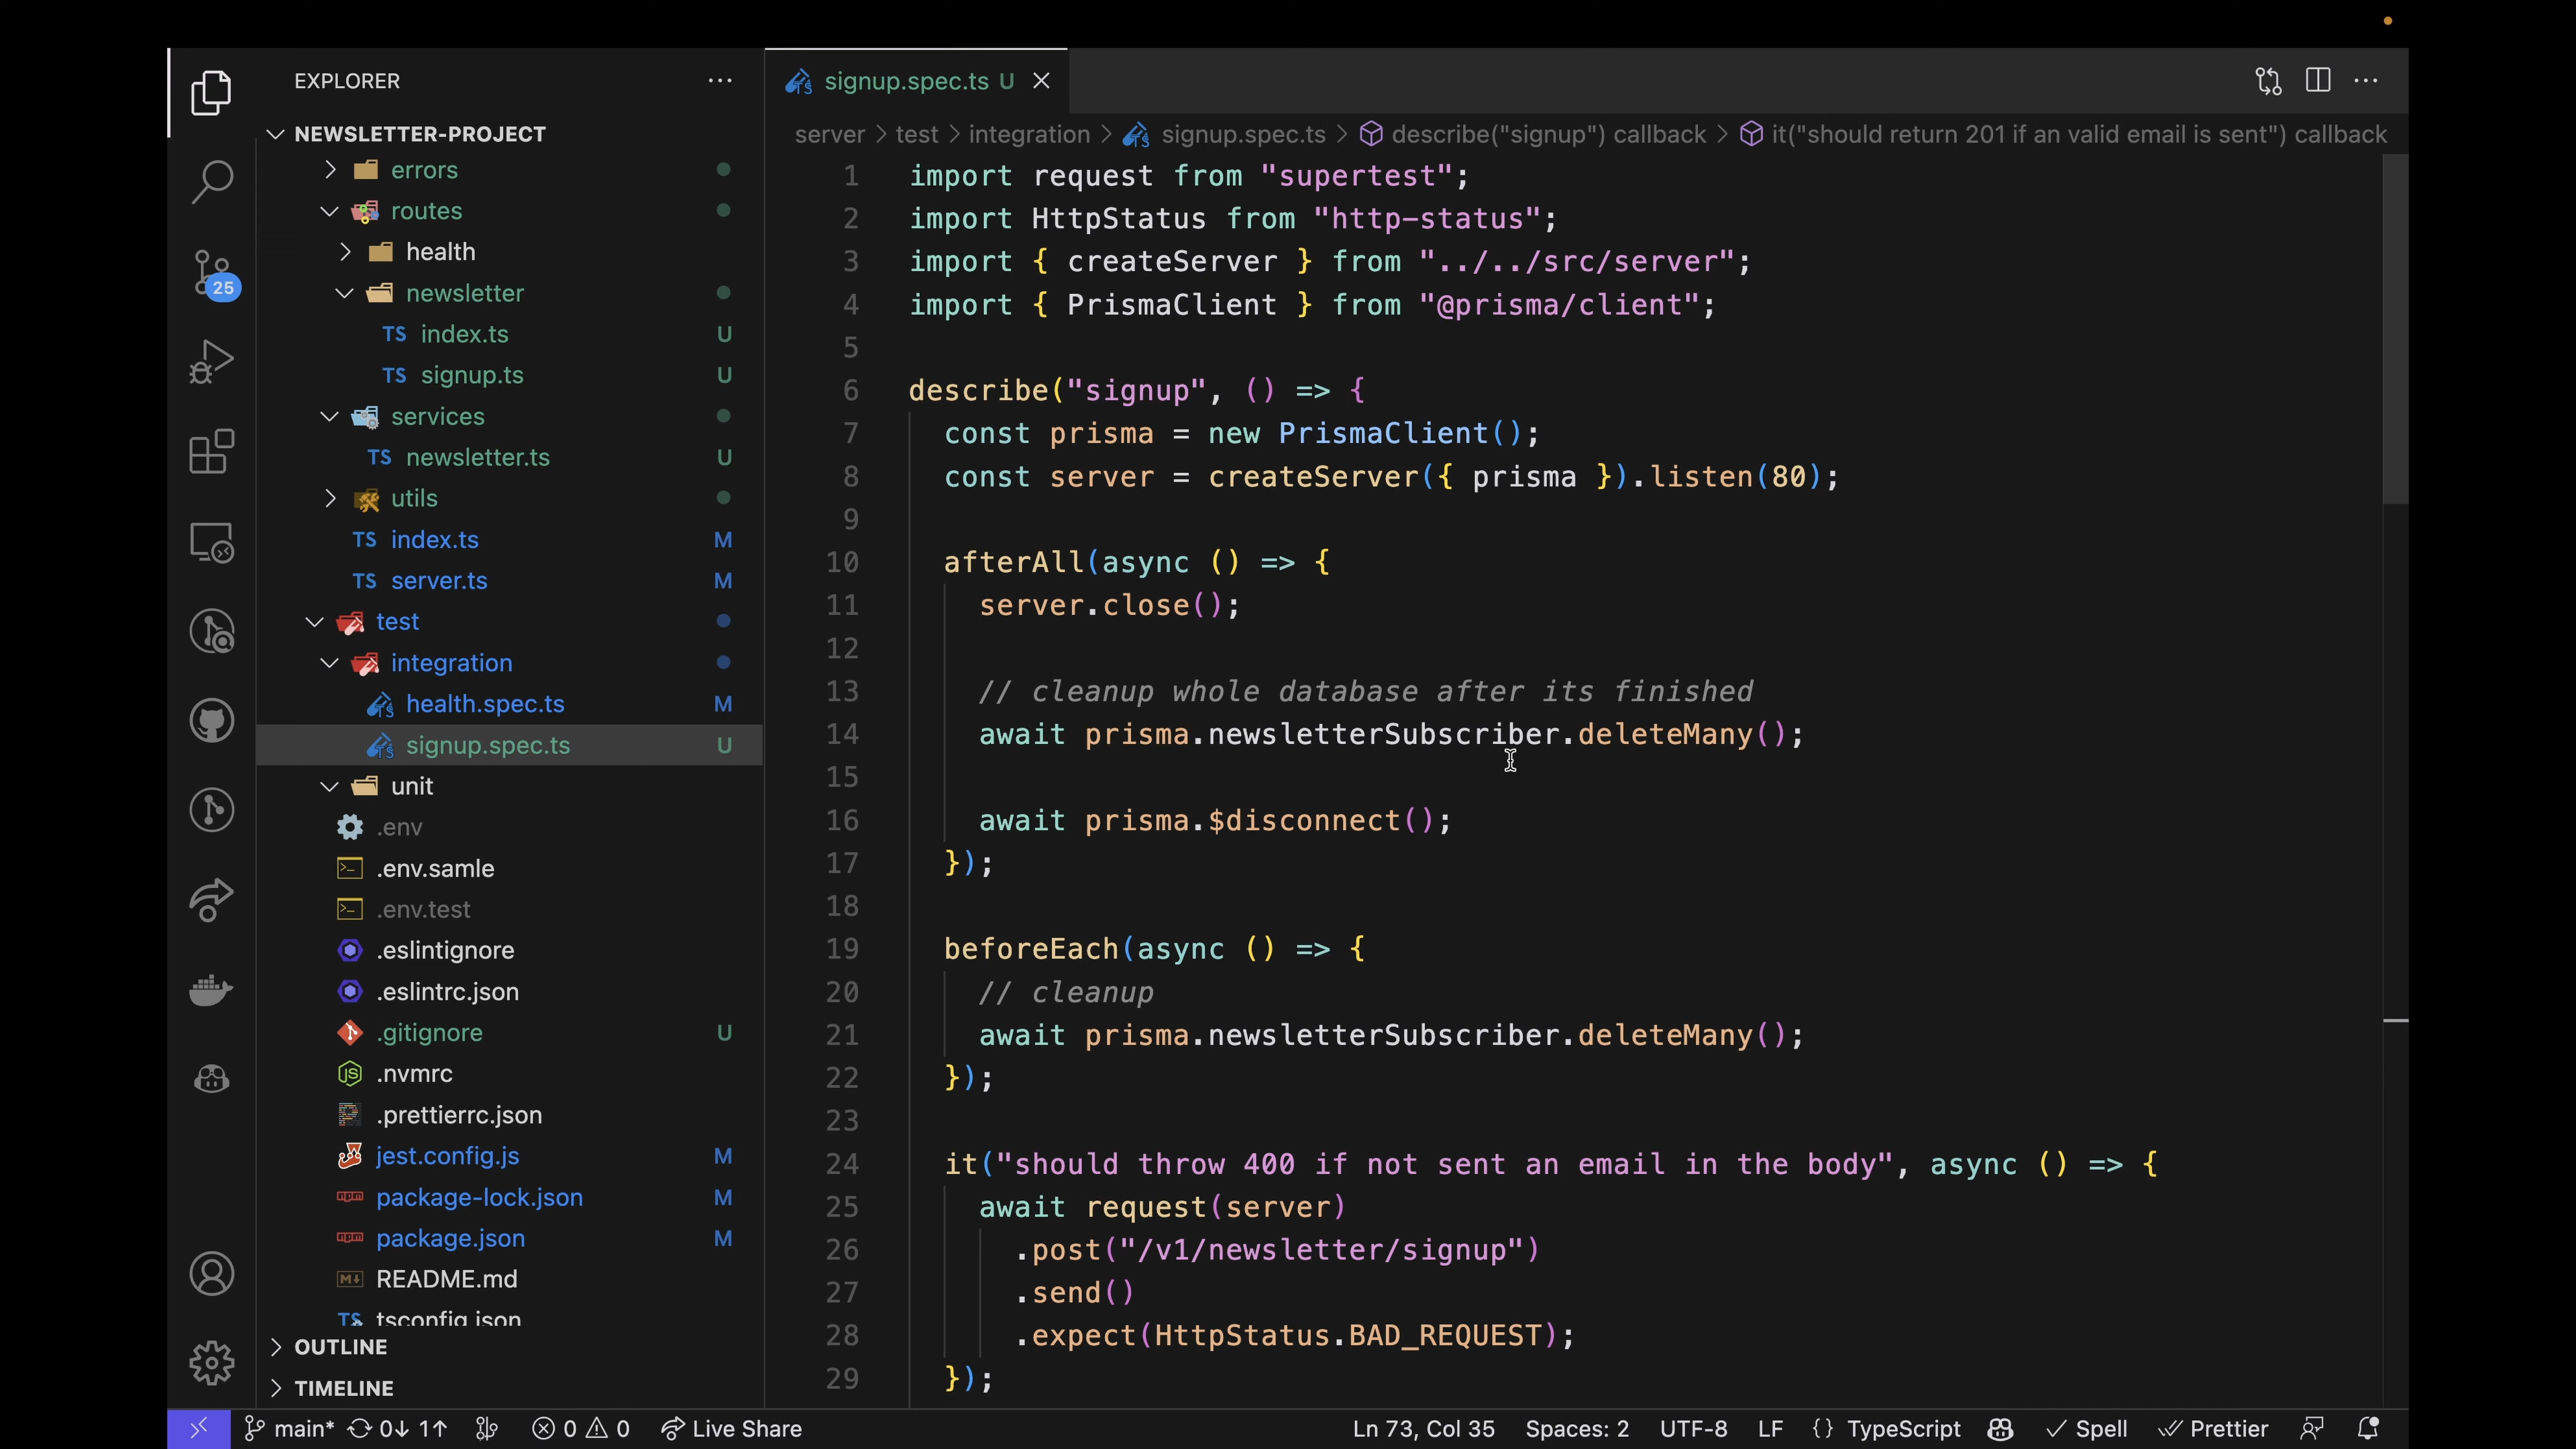 EXPLORER
signup.spec.ts U
NEWSLETTER-PROJECT
server > test > integration > signup.spec.ts > describe("signup") callback > it("should return 201 if an valid email is sent") callback
errors
routes
health
newsletter
index.ts U
signup.ts U
services
newsletter.ts U
utils
index.ts M
server.ts M
test
integration
health.spec.ts M
signup.spec.ts U
unit
.env
.env.samle
.env.test
.eslintignore
.eslintrc.json
.gitignore U
.nvmrc
.prettierrc.json
jest.config.js M
package-lock.json M
package.json M
README.md
tsconfig.json
OUTLINE
TIMELINE
25
1 import request from "supertest";
2 import HttpStatus from "http-status";
3 import { createServer } from "../../src/server";
4 import { PrismaClient } from "@prisma/client";
5
6 describe("signup", () => {
7 const prisma = new PrismaClient();
8 const server = createServer({ prisma }).listen(80);
9
10 afterAll(async () => {
11 server.close();
12
13 // cleanup whole database after its finished
14 await prisma.newsletterSubscriber.deleteMany();
15
16 await prisma.$disconnect();
17 });
18
19 beforeEach(async () => {
20 // cleanup
21 await prisma.newsletterSubscriber.deleteMany();
22 });
23
24 it("should throw 400 if not sent an email in the body", async () => {
25 await request(server)
26 .post("/v1/newsletter/signup")
27 .send()
28 .expect(HttpStatus.BAD_REQUEST);
29 });
main* 0↓ 1↑ 0 0 Live Share Ln 73, Col 35 Spaces: 2 UTF-8 LF {} TypeScript Spell Prettier